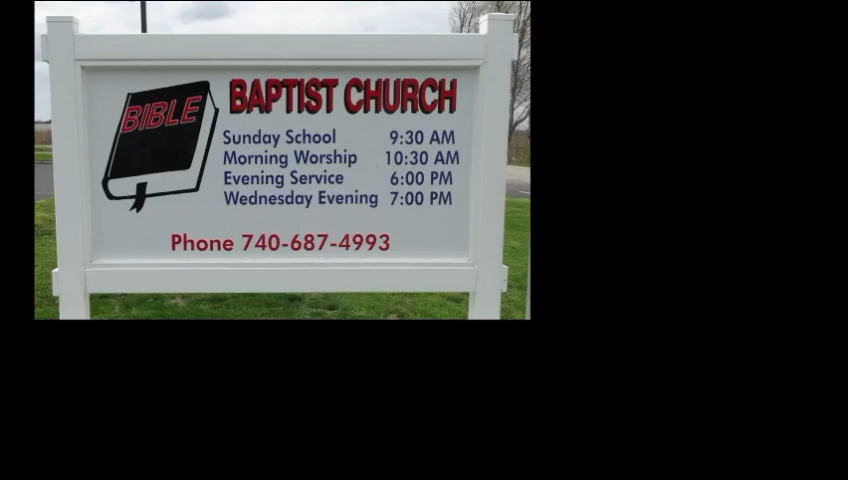 BIBLE
BAPTIST CHURCH
Sunday School 9:30 AM
Morning Worship 10:30 AM
Evening Service 6:00 PM
Wednesday Evening 7:00 PM
Phone 740-687-4993